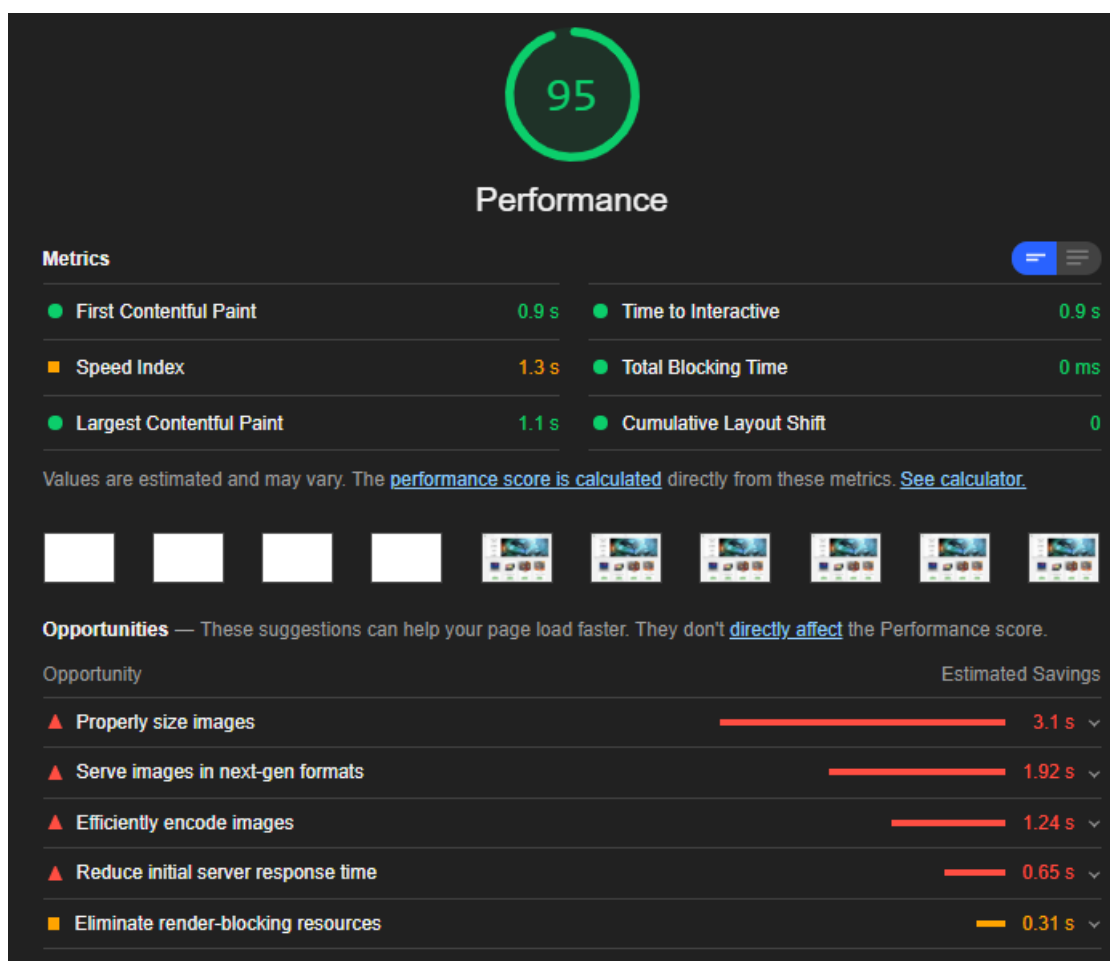 95
Performance
Metrics
First Contentful Paint 0.9 s
Time to Interactive 0.9 s
Speed Index 1.3 s
Total Blocking Time 0 ms
Largest Contentful Paint 1.1 s
Cumulative Layout Shift 0
Values are estimated and may vary. The performance score is calculated directly from these metrics. See calculator.
Opportunities — These suggestions can help your page load faster. They don't directly affect the Performance score.
Opportunity Estimated Savings
Properly size images 3.1 s
Serve images in next-gen formats 1.92 s
Efficiently encode images 1.24 s
Reduce initial server response time 0.65 s
Eliminate render-blocking resources 0.31 s